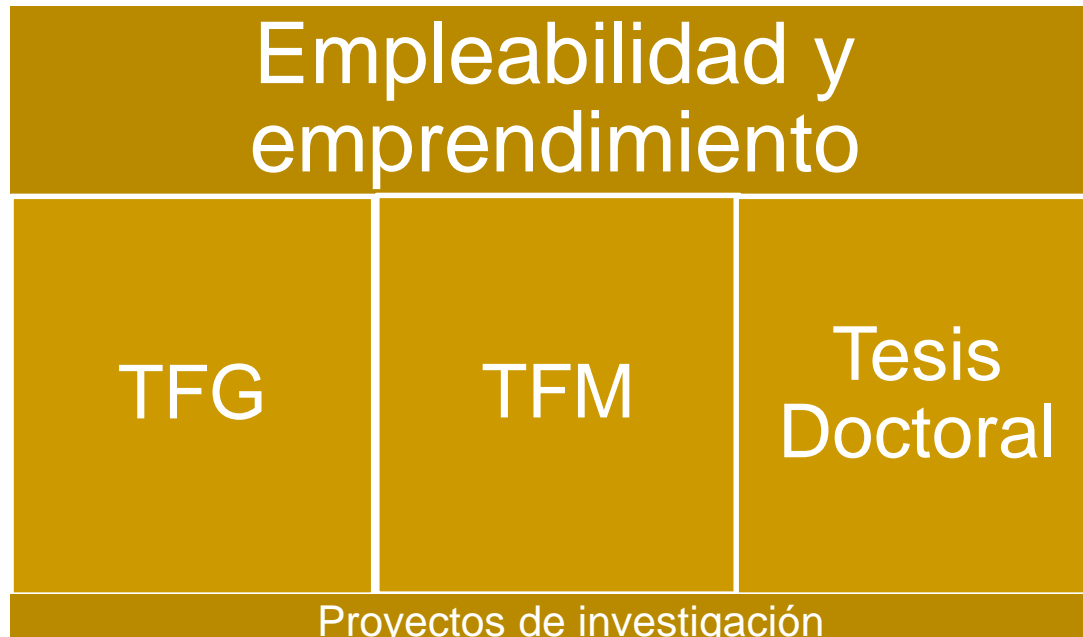 Empleabilidad y
emprendimiento
TFG
TFM
Tesis
Doctoral
Proyectos de investigación